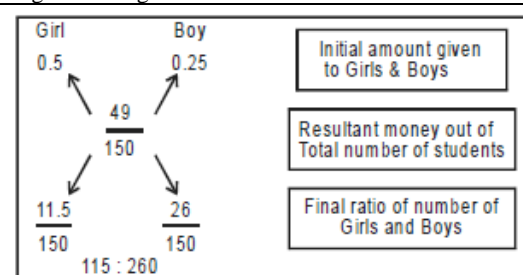 Girl Boy
0.5 0.25
Initial amount given
to Girls & Boys
49
150
Resultant money out of
Total number of students
11.5 26
150 150
115 : 260
Final ratio of number of
Girls and Boys